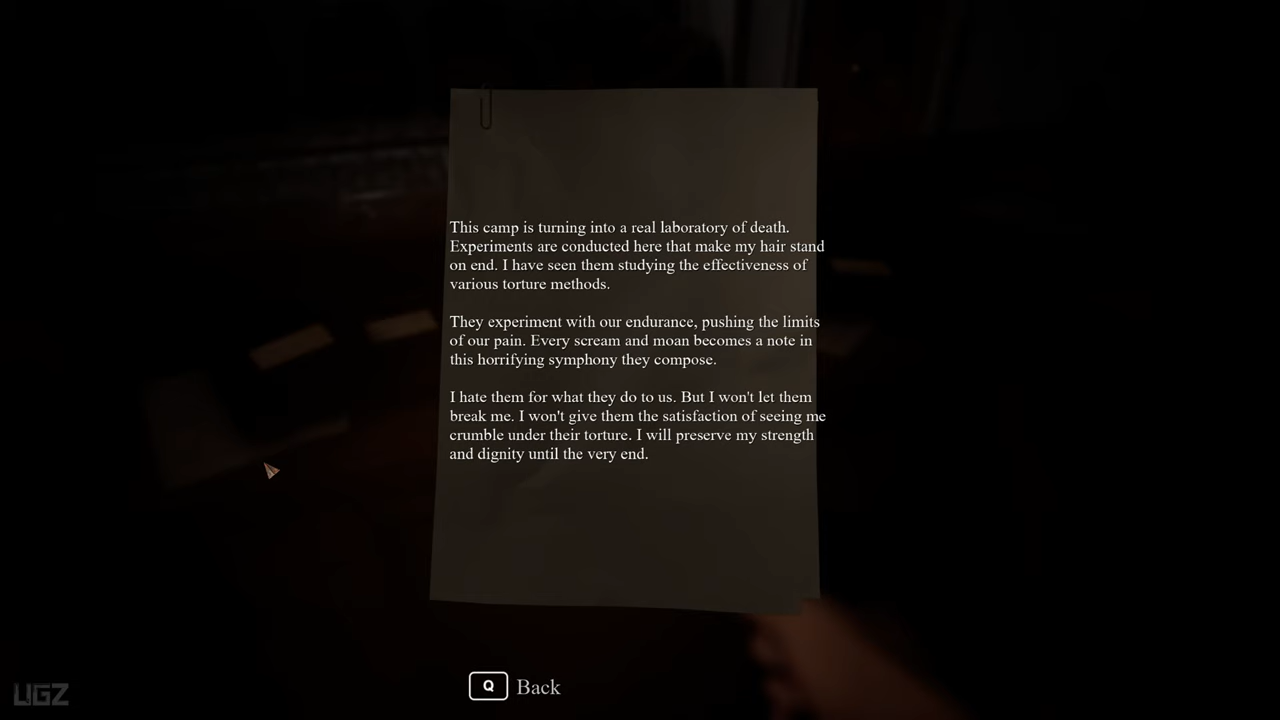 This camp is turning into a real laboratory of death.
Experiments are conducted here that make my hair stand
on end. I have seen them studying the effectiveness of
various torture methods.
They experiment with our endurance, pushing the limits
of our pain. Every scream and moan becomes a note in
this horrifying symphony they compose.
I hate them for what they do to us. But I won't let them
break me. I won't give them the satisfaction of seeing me
crumble under their torture. I will preserve my strength
and dignity until the very end.
Q Back
UGZ